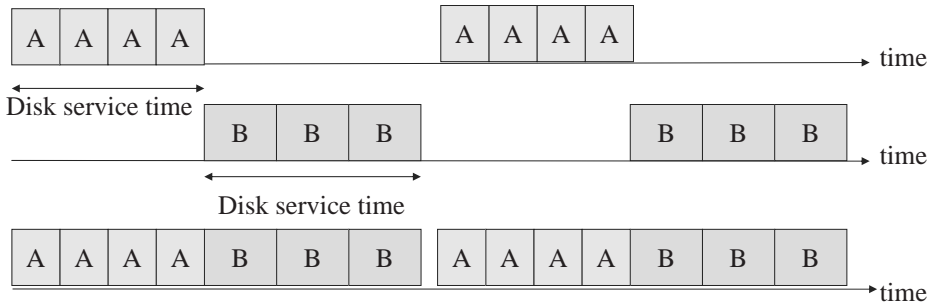 A A A A A A A A
time
Disk service time
B B B B B B
time
Disk service time
A A A A B B B A A A A B B B
time